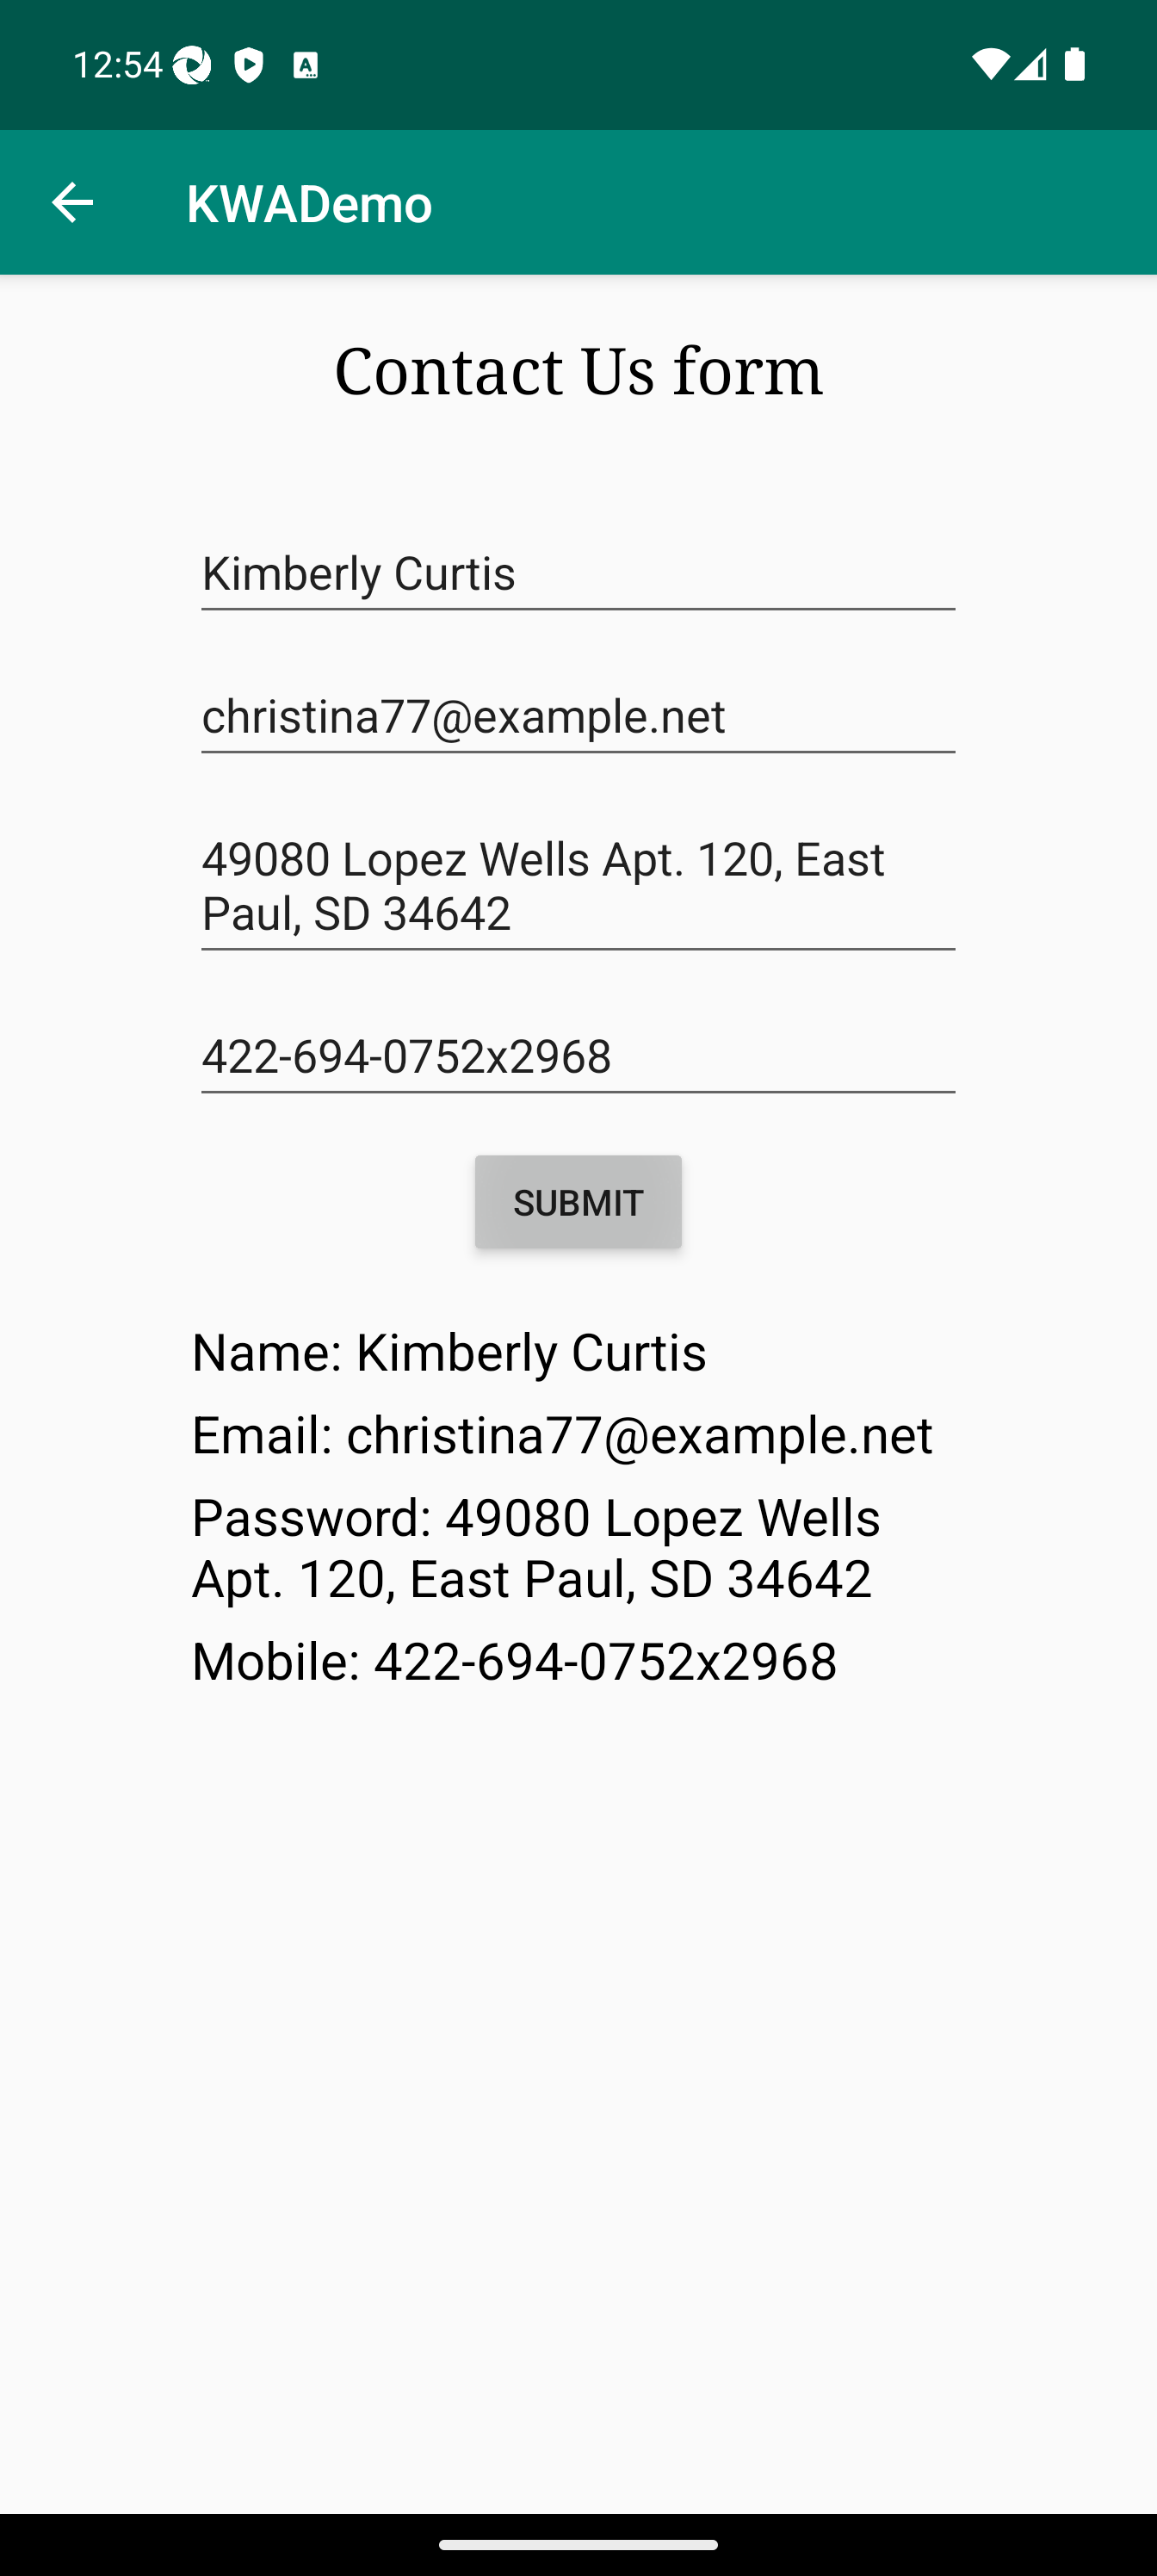 12:54
KWADemo
Contact Us form
Kimberly Curtis
christina77@example.net
49080 Lopez Wells Apt. 120, East
Paul, SD 34642
422-694-0752x2968
SUBMIT
Name: Kimberly Curtis
Email: christina77@example.net
Password: 49080 Lopez Wells
Apt. 120, East Paul, SD 34642
Mobile: 422-694-0752x2968